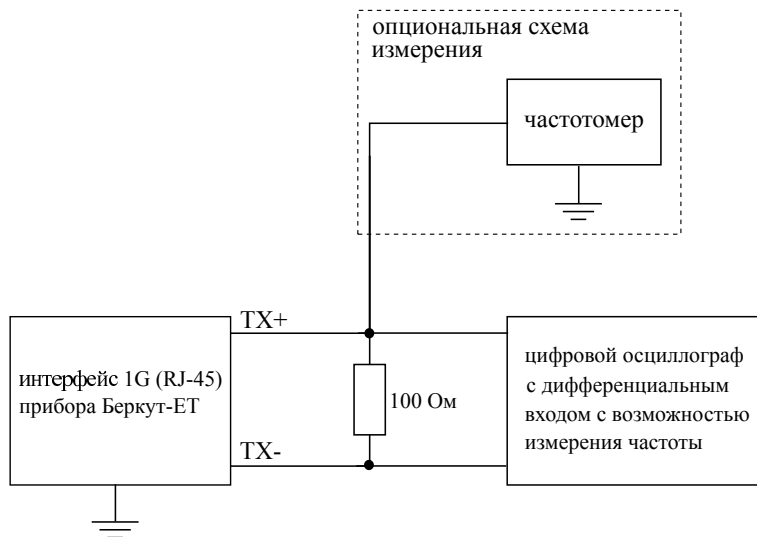 опциональная схема
измерения
частотомер
TX+
интерфейс 1G (RJ-45)
прибора Беркут-ЕТ
100 Ом
TX-
цифровой осциллограф
с дифференциальным
входом с возможностью
измерения частоты